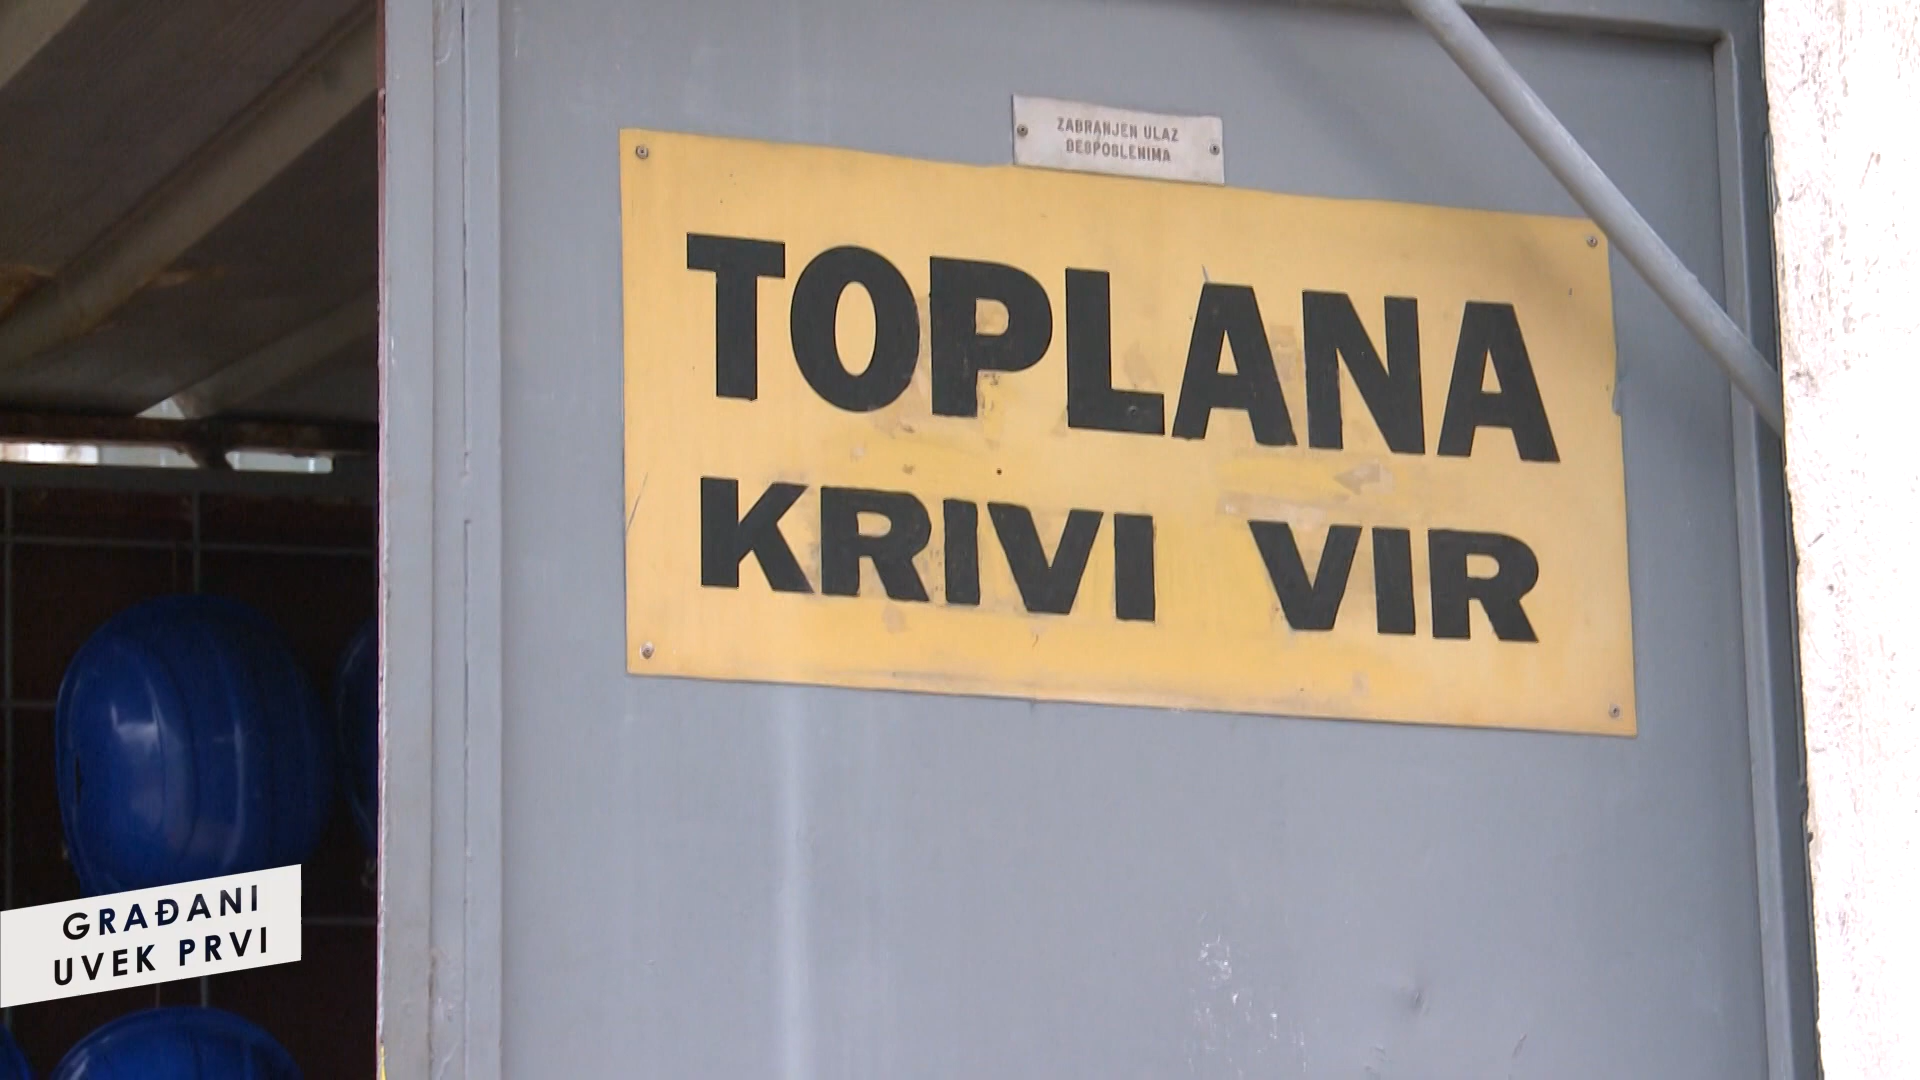 ZABRANJEN ULAZ
BESPOSLENIMA
TOPLANA
KRIVI VIR
GRAĐANI
UVEK PRVI